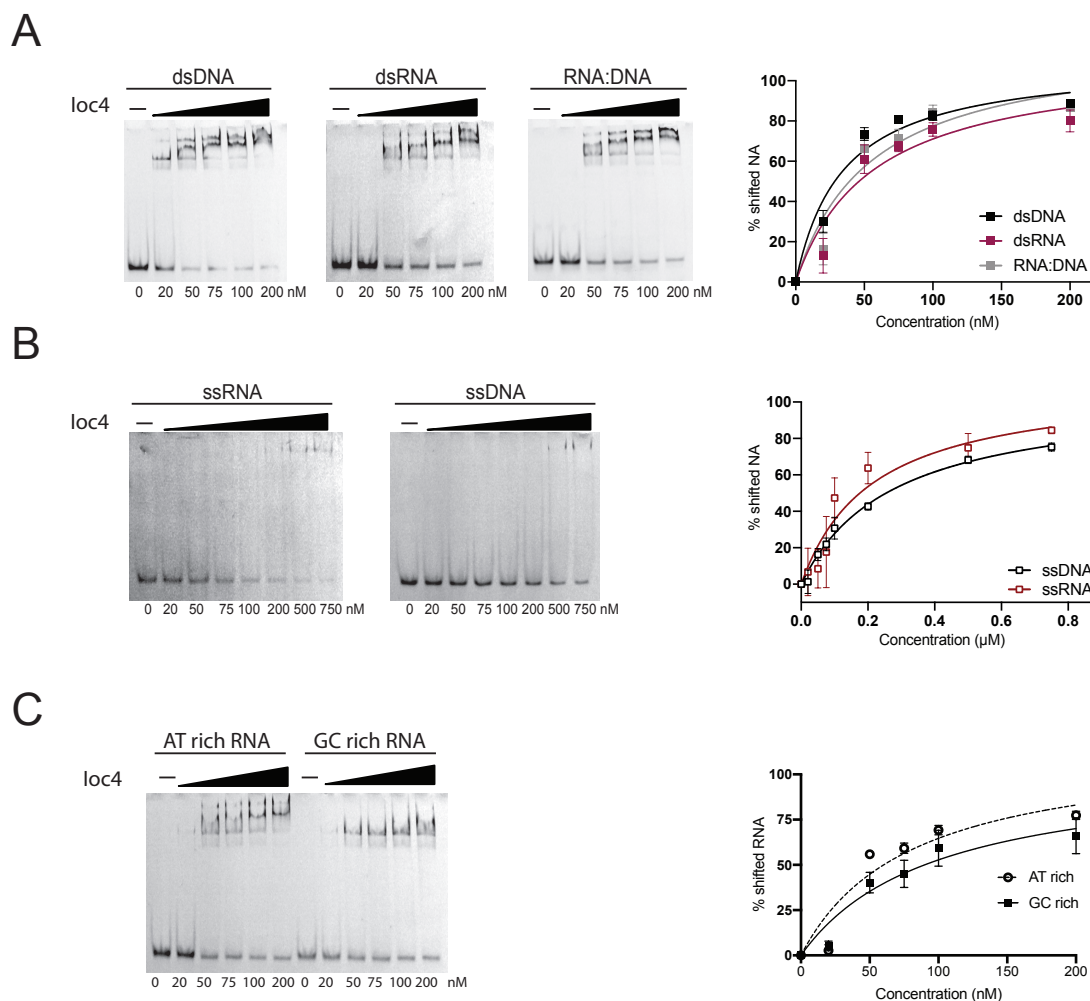 A
dsDNA dsRNA RNA:DNA
Ioc4
0 20 50 75 100 200 nM
0 20 50 75 100 200 nM
0 20 50 75 100 200 nM
% shifted NA
100
80
60
40
20
0
dsDNA
dsRNA
RNA:DNA
0 50 100 150 200
Concentration (nM)
B
ssRNA ssDNA
Ioc4
0 20 50 75 100 200 500 750 nM
0 20 50 75 100 200 500 750 nM
% shifted NA
80
60
40
20
0
ssDNA
ssRNA
0.0 0.2 0.4 0.6 0.8
Concentration (µM)
C
AT rich RNA GC rich RNA
Ioc4
0 20 50 75 100 200 0 20 50 75 100 200 nM
% shifted RNA
100
75
50
25
0
AT rich
GC rich
0 50 100 150 200
Concentration (nM)